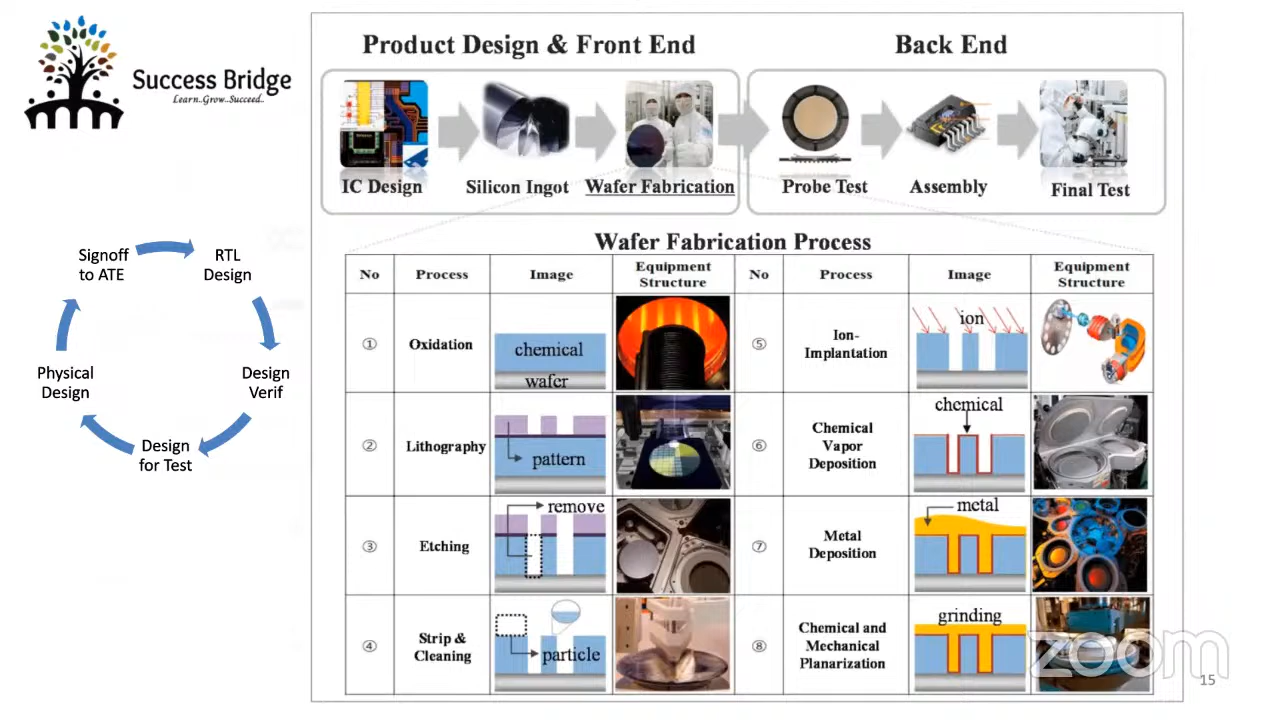 Success Bridge
Learn..Grow..Succeed..
Signoff
to ATE
RTL
Design
Design
Verif
Design
for Test
Physical
Design
Product Design & Front End
Back End
IC Design
Silicon Ingot
Wafer Fabrication
Probe Test
Assembly
Final Test
Wafer Fabrication Process
No
Process
Image
Equipment
Structure
No
Process
Image
Equipment
Structure
①
Oxidation
chemical
wafer
⑤
Ion-
Implantation
ion
②
Lithography
pattern
⑥
Chemical
Vapor
Deposition
chemical
③
Etching
remove
⑦
Metal
Deposition
metal
④
Strip &
Cleaning
particle
⑧
Chemical and
Mechanical
Planarization
grinding
zoom
15